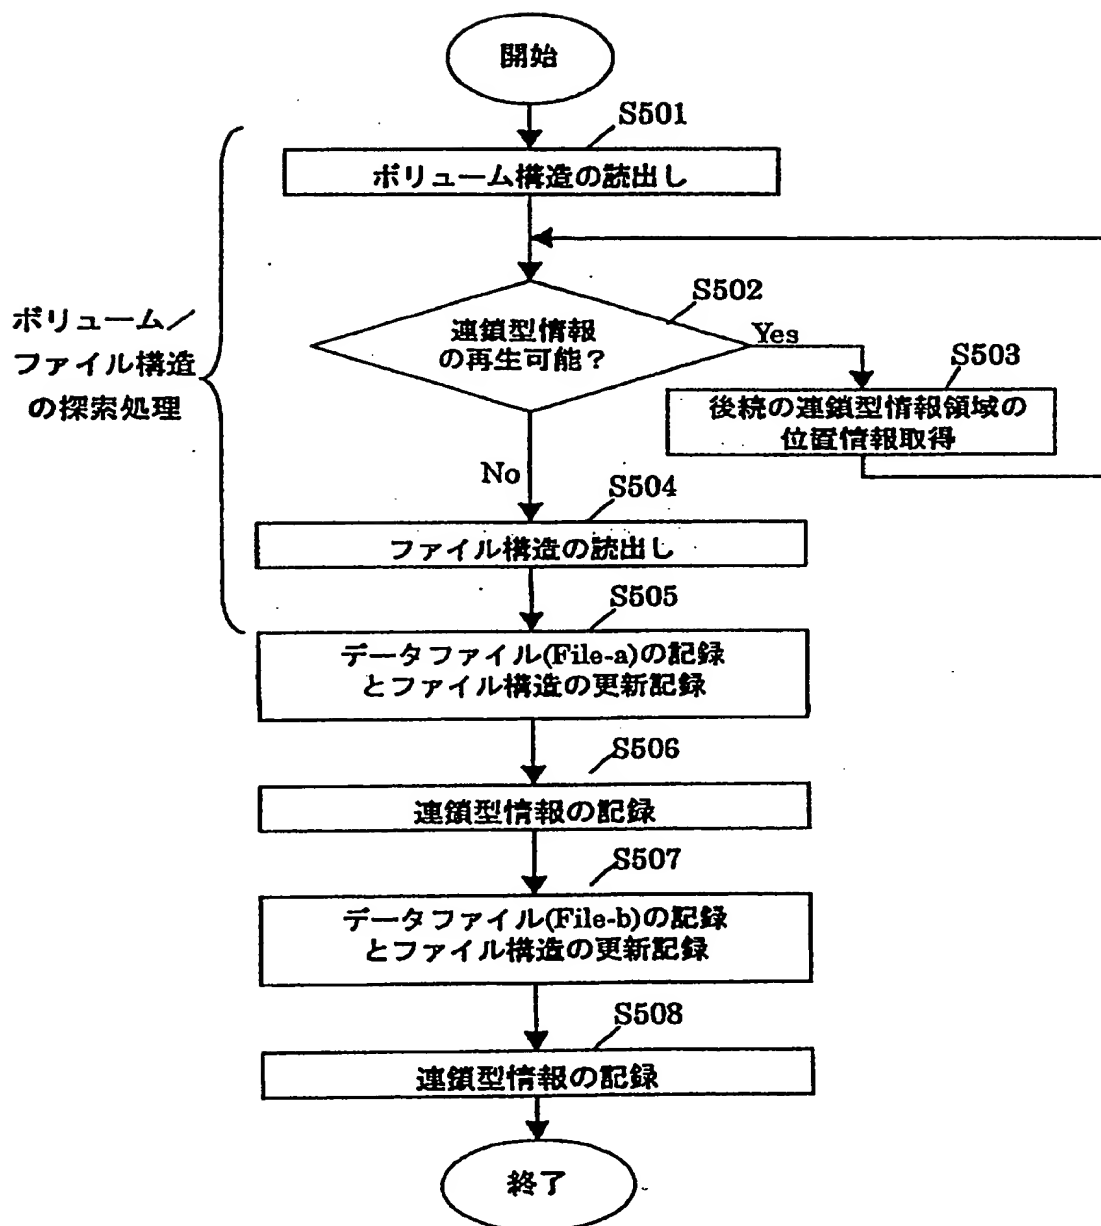 開始
S501
ボリューム構造の読出し
S502
連鎖型情報
の再生可能？
Yes
S503
後続の連鎖型情報領域の
位置情報取得
ボリューム／
ファイル構造
の探索処理
No
S504
ファイル構造の読出し
S505
データファイル(File-a)の記録
とファイル構造の更新記録
S506
連鎖型情報の記録
S507
データファイル(File-b)の記録
とファイル構造の更新記録
S508
連鎖型情報の記録
終了